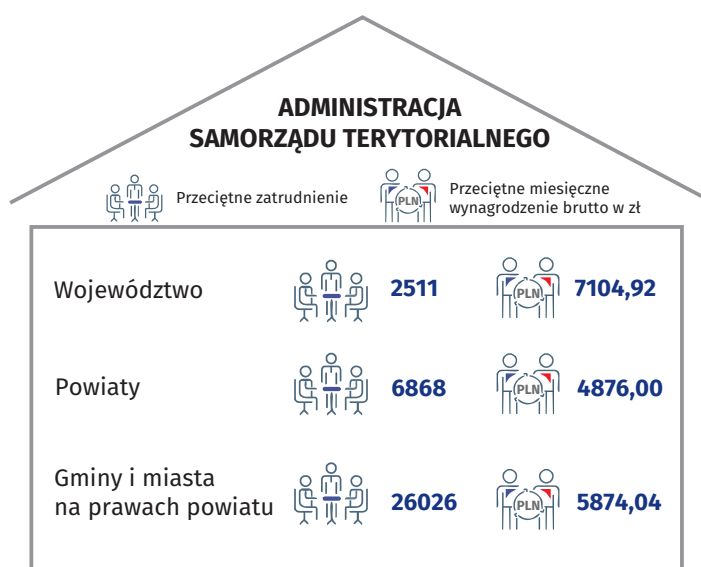 ADMINISTRACJA
SAMORZĄDU TERYTORIALNEGO
Przeciętne zatrudnienie
PLN
Przeciętne miesięczne
wynagrodzenie brutto w zł
Województwo
2511
PLN
7104,92
Powiaty
6868
PLN
4876,00
Gminy i miasta
na prawach powiatu
26026
PLN
5874,04